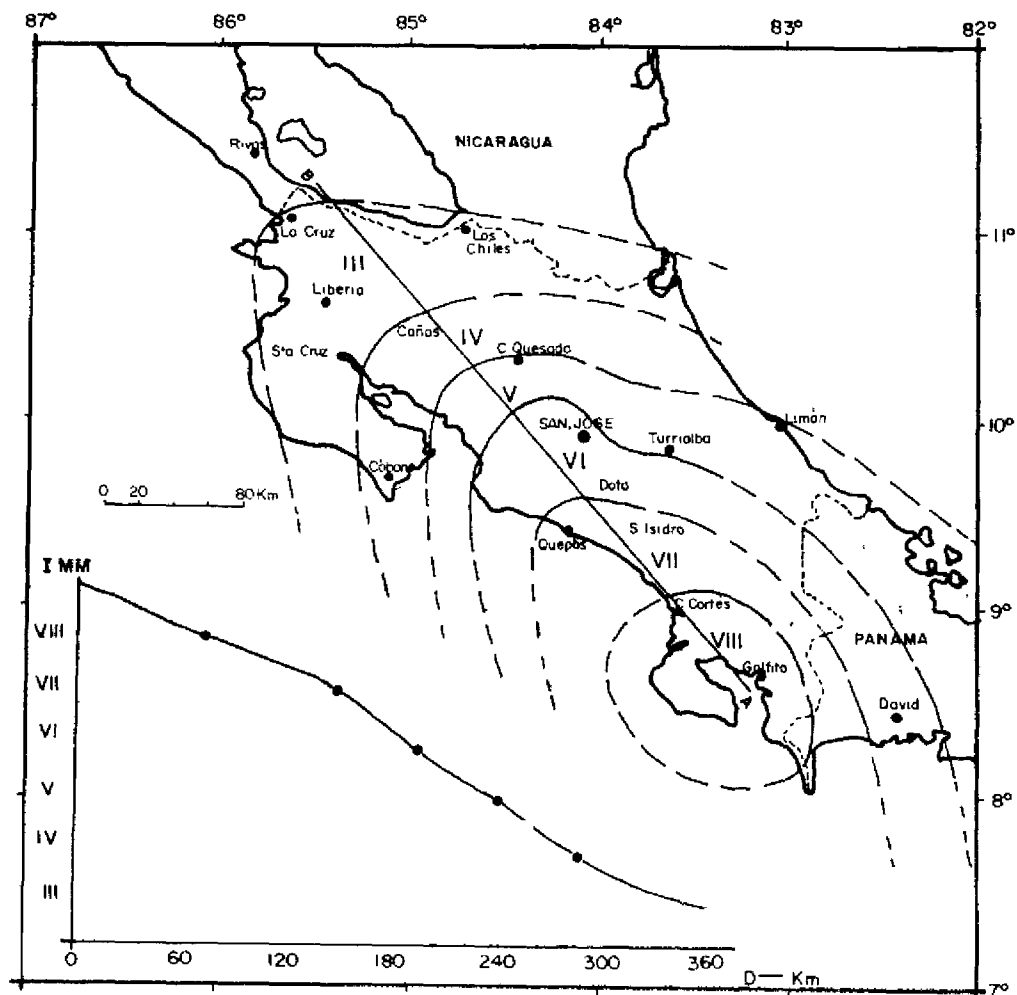 87° 86° 85° 84° 83° 82°
NICARAGUA
Rivas
B
La Cruz
Los
Chiles
11°
III
Liberia
Cañas
IV
Sta Cruz
C Quesada
V
SAN JOSE
Limón
10°
Turrialba
VI
Cóbano
0 20 80 Km
Dota
S Isidro
Quepos
VII
I MM
C. Cortés
9°
VIII
VIII
PANAMA
Golfito
VII
A
David
VI
V
8°
IV
III
0 60 120 180 240 300 360
D— Km
7°